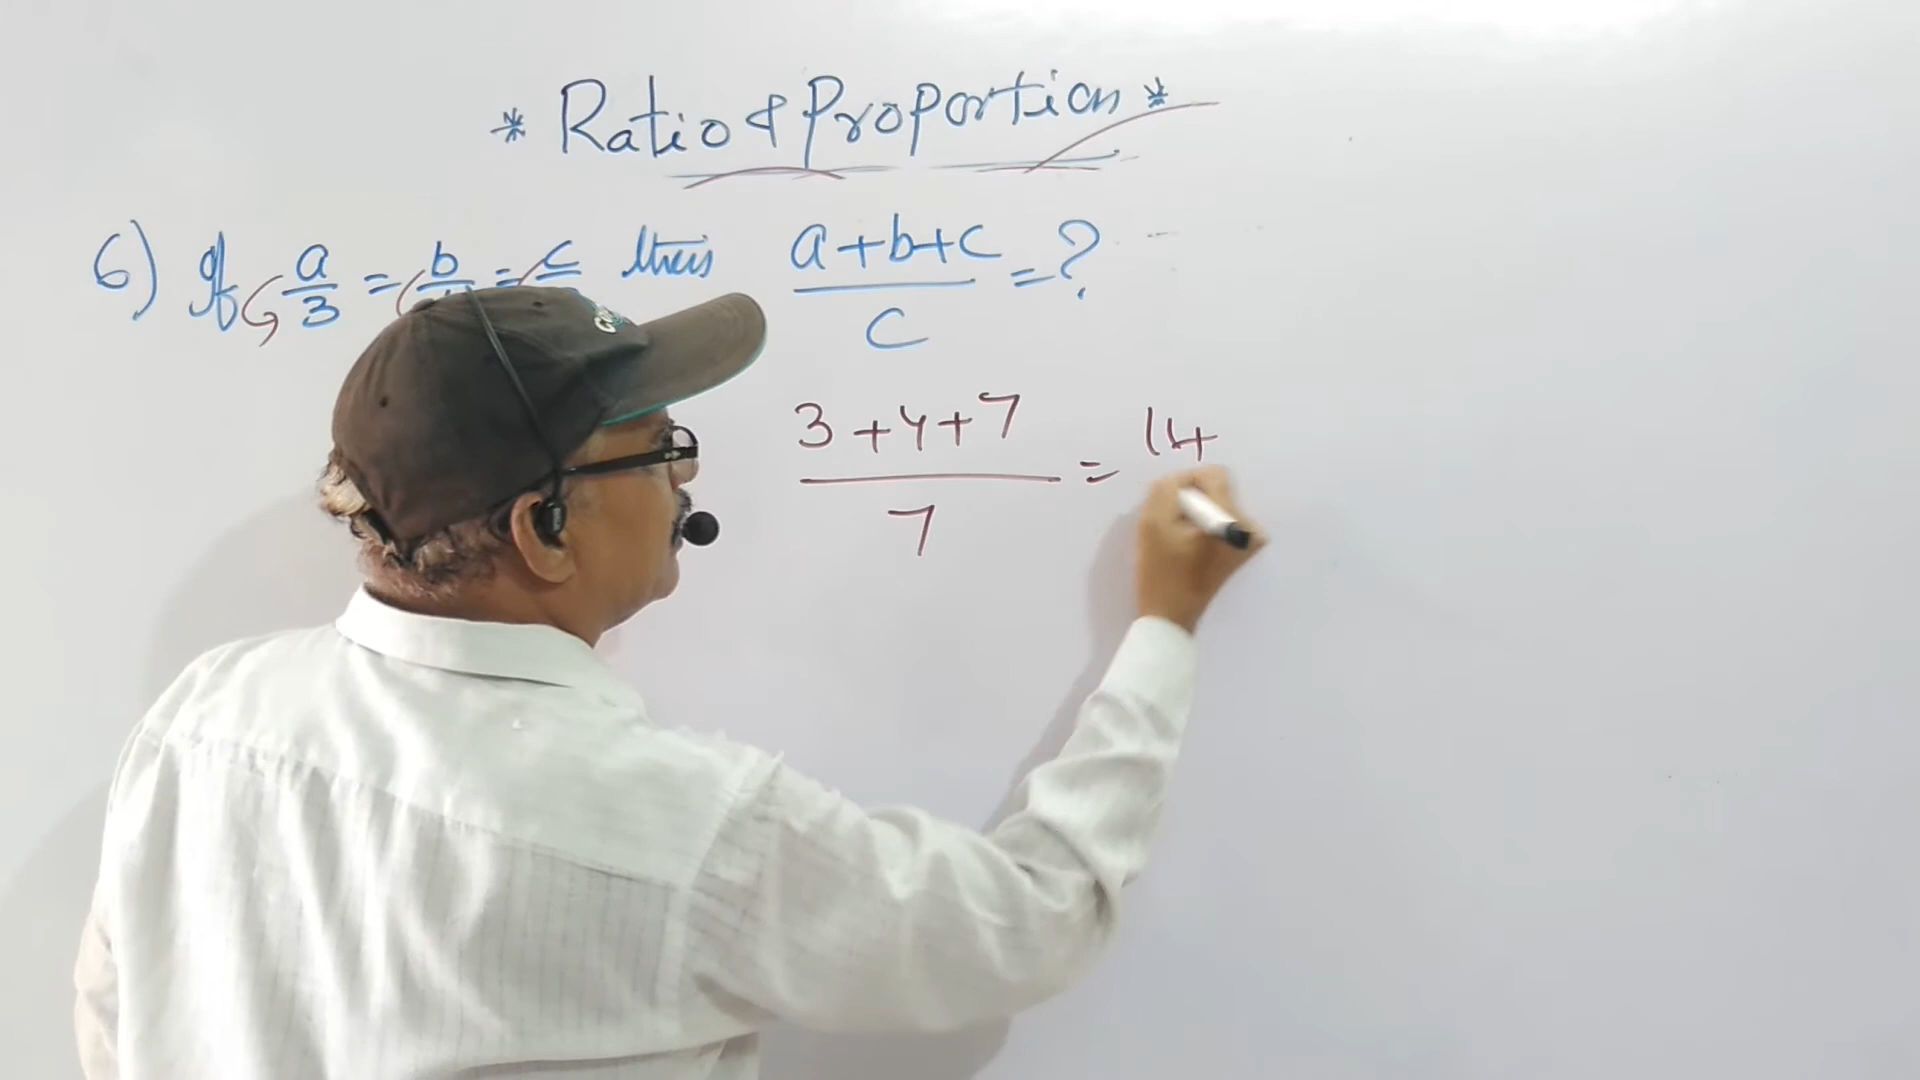 * Ratio & Proportion *
6) If a/3 = b/ = c/ then a+b+c/c = ?
3+4+7/7 = 14